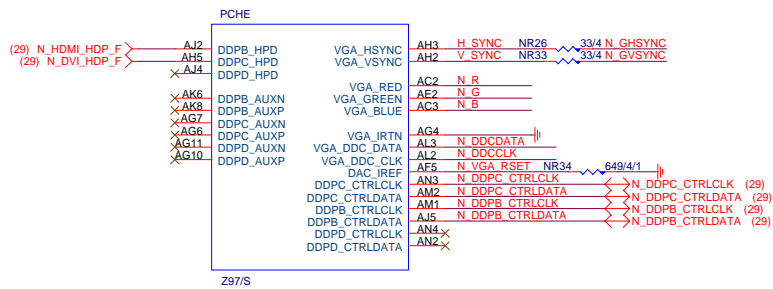 PCHE
(29) N_HDMI_HDP_F AJ2 DDPB_HPD VGA_HSYNC AH3 H_SYNC NR26 33/4 N_GHSYNC
(29) N_DVI_HDP_F AH5 DDPC_HPD VGA_VSYNC AH2 V_SYNC NR33 33/4 N_GVSYNC
AJ4 DDPD_HPD
VGA_RED AC2 N_R
AK6 DDPB_AUXN VGA_GREEN AE2 N_G
AK8 DDPB_AUXP VGA_BLUE AC3 N_B
AG7 DDPC_AUXN
AG6 DDPC_AUXP VGA_IRTN AG4
AG11 DDPD_AUXN VGA_DDC_DATA AL3 N_DDCDATA
AG10 DDPD_AUXP VGA_DDC_CLK AL2 N_DDCCLK
DAC_IREF AF5 N_VGA_RSET NR34 649/4/1
DDPC_CTRLCLK AN3 N_DDPC_CTRLCLK N_DDPC_CTRLCLK (29)
DDPC_CTRLDATA AM2 N_DDPC_CTRLDATA N_DDPC_CTRLDATA (29)
DDPB_CTRLCLK AM1 N_DDPB_CTRLCLK N_DDPB_CTRLCLK (29)
DDPB_CTRLDATA AJ5 N_DDPB_CTRLDATA N_DDPB_CTRLDATA (29)
DDPD_CTRLCLK AN4
DDPD_CTRLDATA AN2
Z97/S